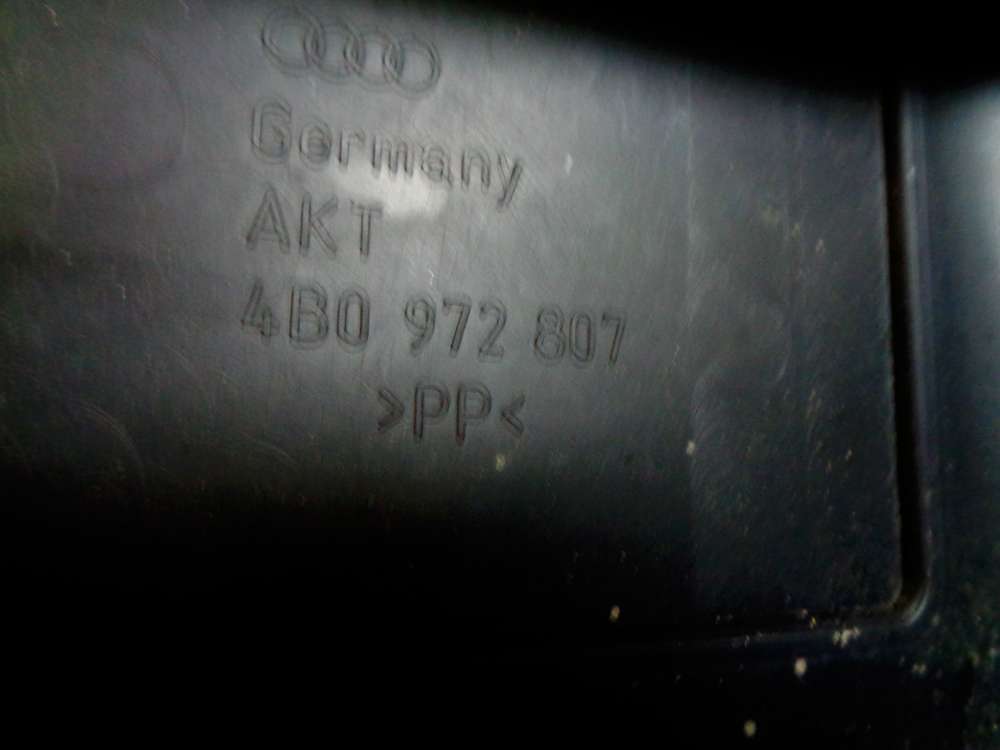 Germany
AKT
4B0 972 807
>PP<